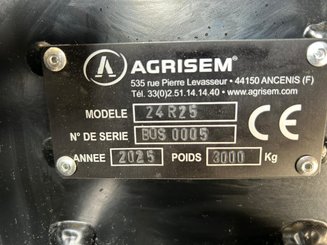 AGRISEM®
535 rue Pierre Levasseur • 44150 ANCENIS (F)
Tél. 33(0)2.51.14.14.40 • www.agrisem.com
MODELE 24R25
N° DE SERIE BOS 0005 CE
ANNEE 2025 POIDS 3000 Kg